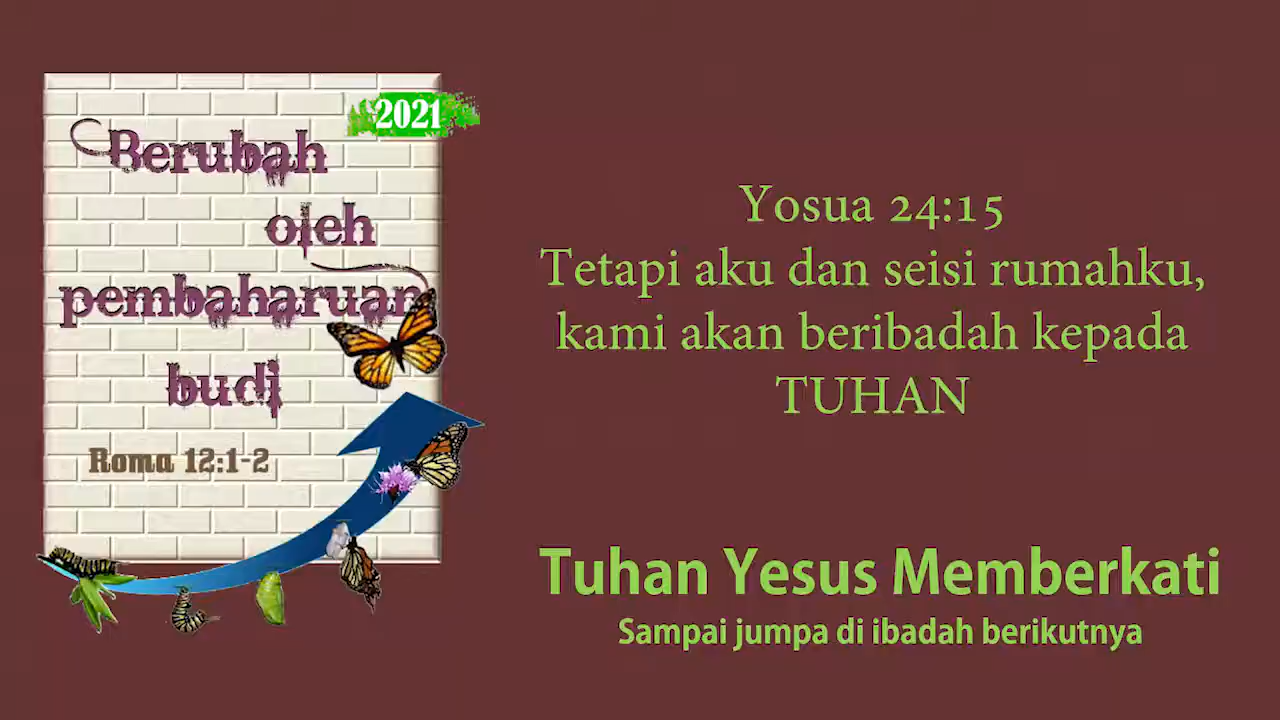 2021
Berubah
oleh
pembaharuan
budi
Roma 12:1-2
Yosua 24:15
Tetapi aku dan seisi rumahku,
kami akan beribadah kepada
TUHAN
Tuhan Yesus Memberkati
Sampai jumpa di ibadah berikutnya